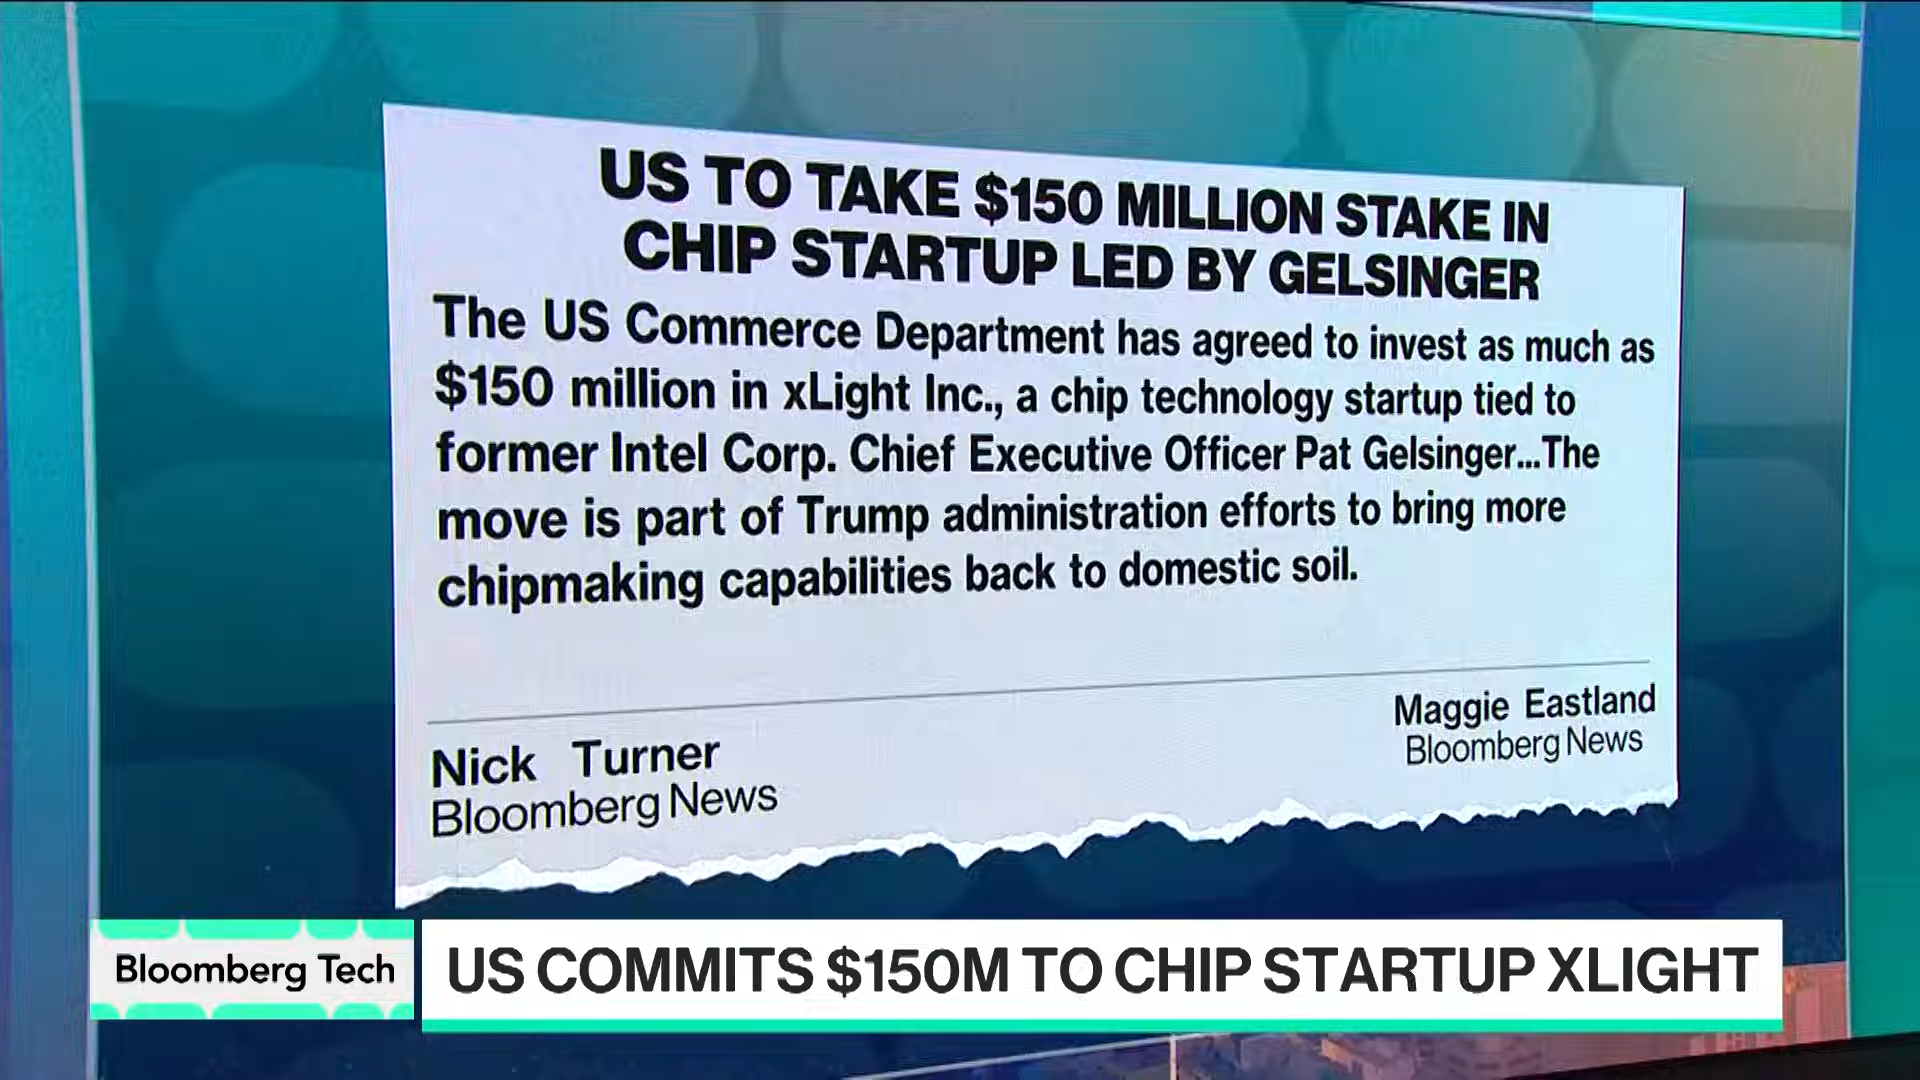 US TO TAKE $150 MILLION STAKE IN
CHIP STARTUP LED BY GELSINGER
The US Commerce Department has agreed to invest as much as
$150 million in xLight Inc., a chip technology startup tied to
former Intel Corp. Chief Executive Officer Pat Gelsinger...The
move is part of Trump administration efforts to bring more
chipmaking capabilities back to domestic soil.
Nick Turner
Bloomberg News
Maggie Eastland
Bloomberg News
Bloomberg Tech
US COMMITS $150M TO CHIP STARTUP XLIGHT